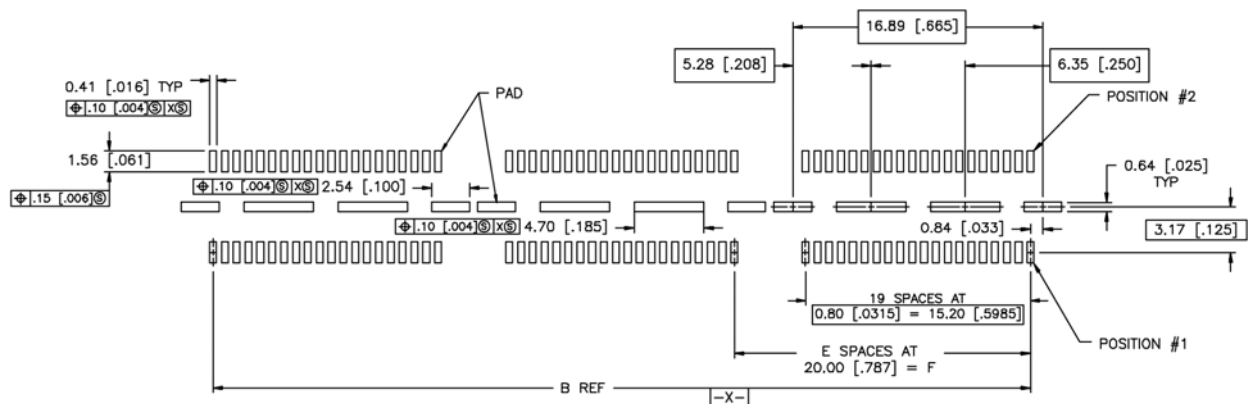 16.89 [.665]
5.28 [.208]
6.35 [.250]
0.41 [.016] TYP
⌖ .10 [.004]Ⓢ XⓈ
PAD
POSITION #2
1.56 [.061]
0.64 [.025]
TYP
⌖ .15 [.006]Ⓢ
⌖ .10 [.004]Ⓢ XⓈ 2.54 [.100]
⌖ .10 [.004]Ⓢ XⓈ 4.70 [.185]
0.84 [.033]
3.17 [.125]
19 SPACES AT
0.80 [.0315] = 15.20 [.5985]
POSITION #1
E SPACES AT
20.00 [.787] = F
B REF
-X-